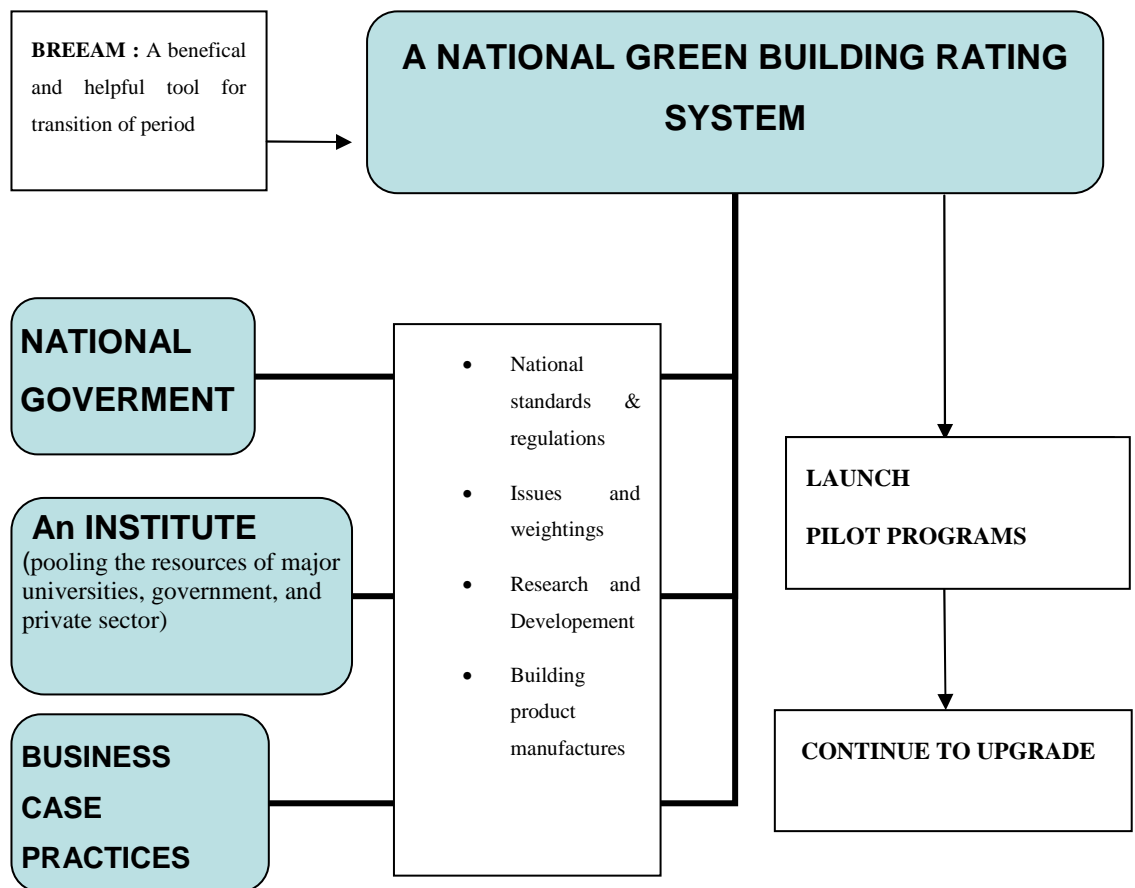 BREEAM : A benefical
and helpful tool for
transition of period
A NATIONAL GREEN BUILDING RATING
SYSTEM
NATIONAL
GOVERMENT
An INSTITUTE
(pooling the resources of major
universities, government, and
private sector)
BUSINESS
CASE
PRACTICES
• National
standards &
regulations
• Issues and
weightings
• Research and
Developement
• Building
product
manufactures
LAUNCH
PILOT PROGRAMS
CONTINUE TO UPGRADE